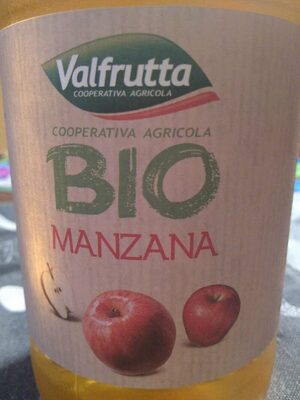 Valfrutta
COOPERATIVA AGRICOLA
COOPERATIVA AGRICOLA
BIO
MANZANA